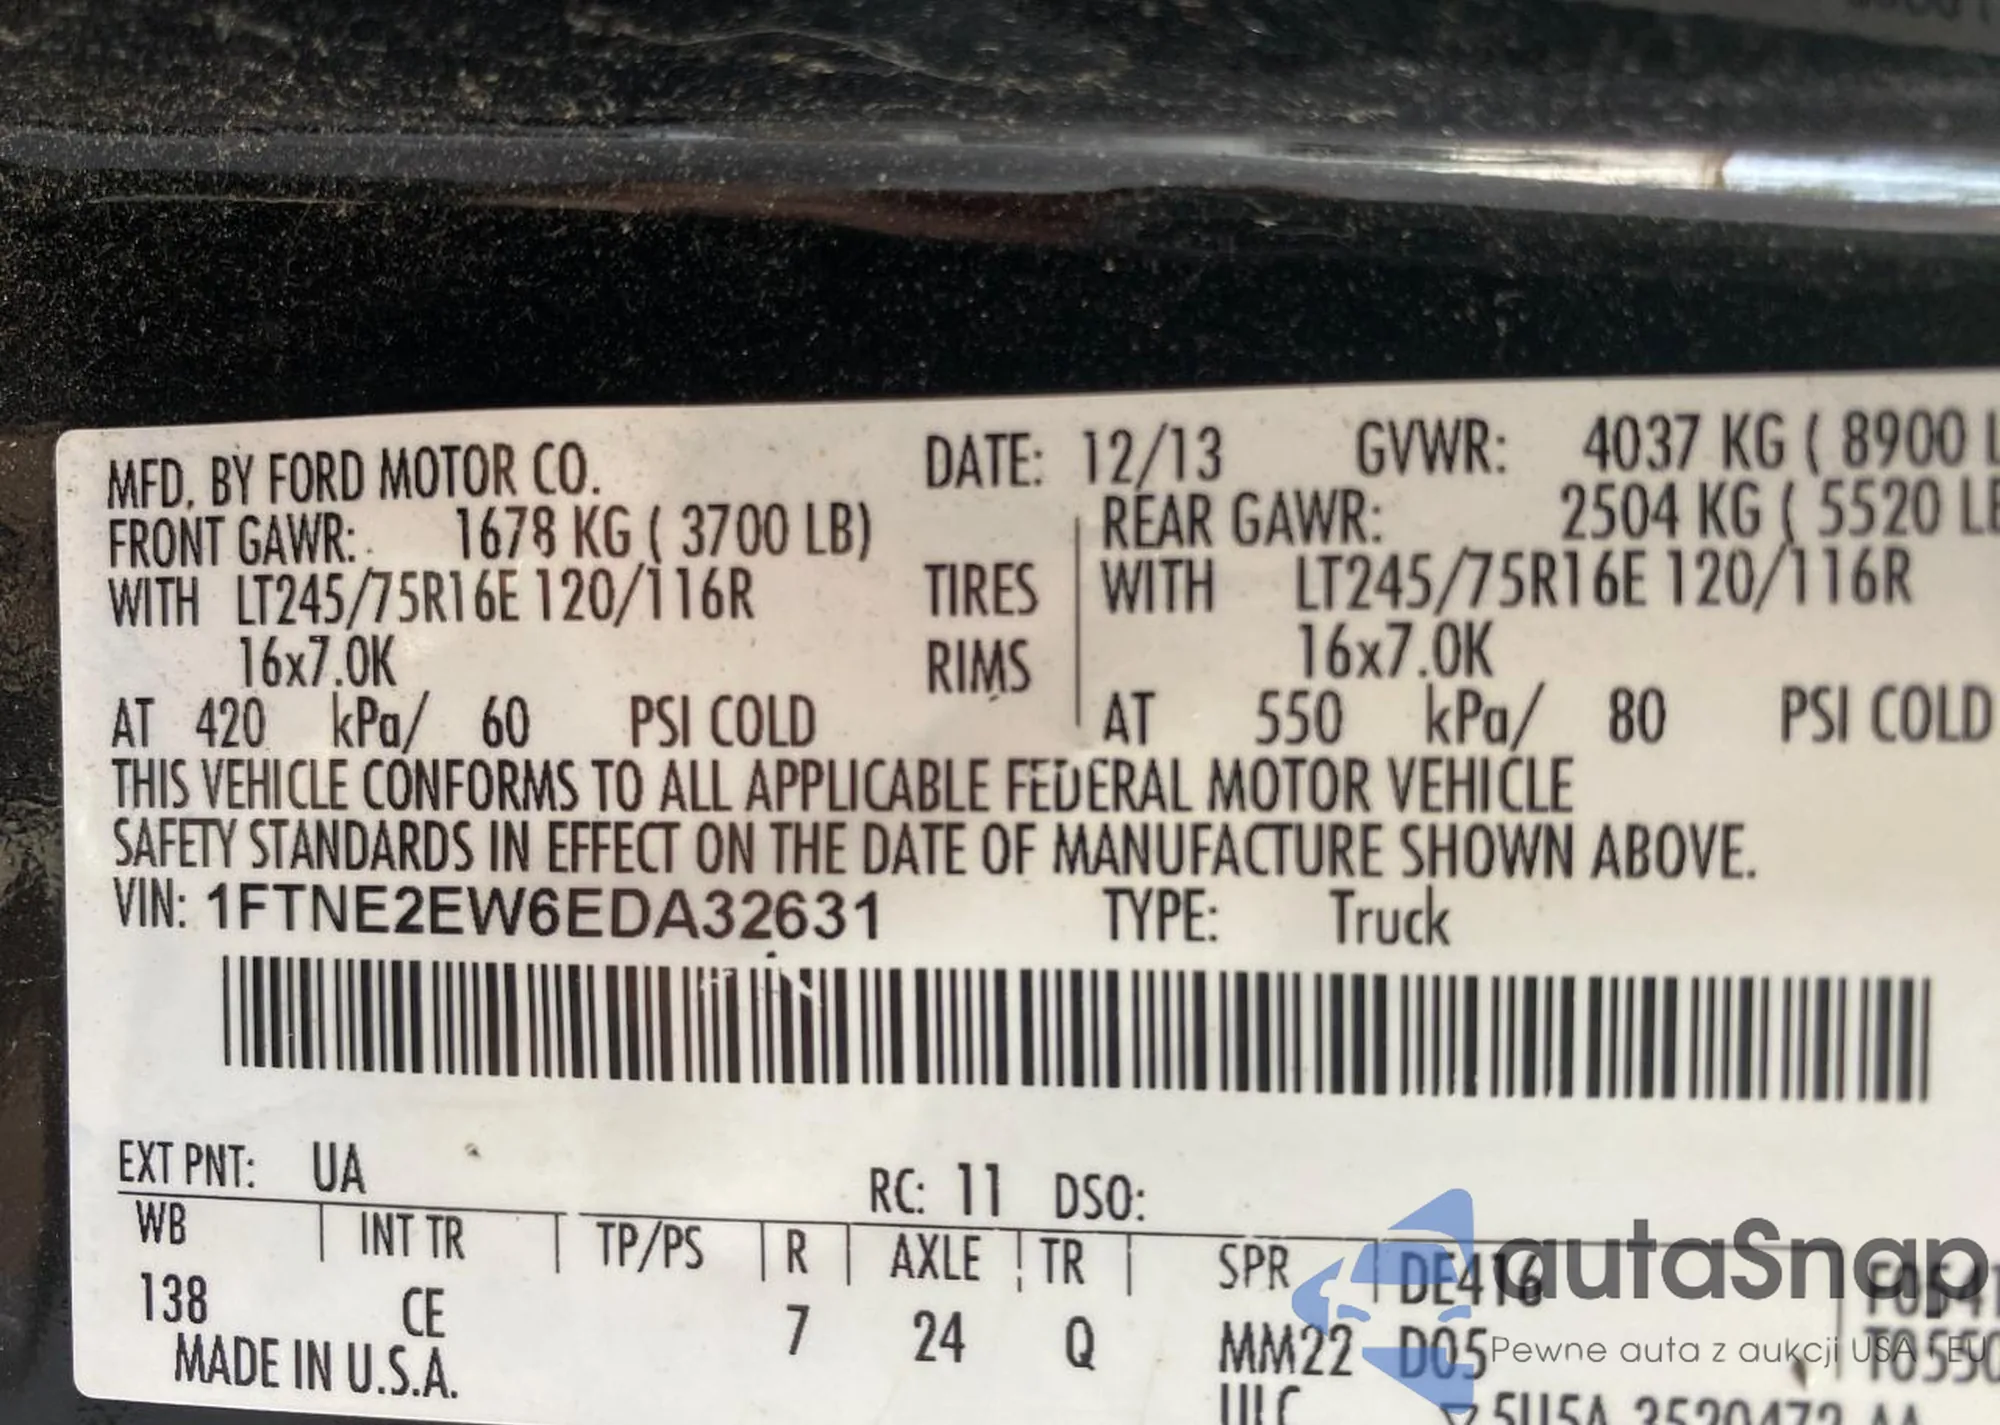 MFD. BY FORD MOTOR CO. DATE: 12/13 GVWR: 4037 KG ( 8900 L
FRONT GAWR: 1678 KG ( 3700 LB) REAR GAWR: 2504 KG ( 5520 LB
WITH LT245/75R16E 120/116R TIRES WITH LT245/75R16E 120/116R
16x7.0K RIMS 16x7.0K
AT 420 kPa/ 60 PSI COLD AT 550 kPa/ 80 PSI COLD
THIS VEHICLE CONFORMS TO ALL APPLICABLE FEDERAL MOTOR VEHICLE
SAFETY STANDARDS IN EFFECT ON THE DATE OF MANUFACTURE SHOWN ABOVE.
VIN: 1FTNE2EW6EDA32631 TYPE: Truck
EXT PNT: UA RC: 11 DSO:
WB INT TR TP/PS R AXLE TR SPR DE416
138 CE 7 24 Q MM22 D05
MADE IN U.S.A. ULC
autaSnap
Pewne auta z aukcji USA i EU